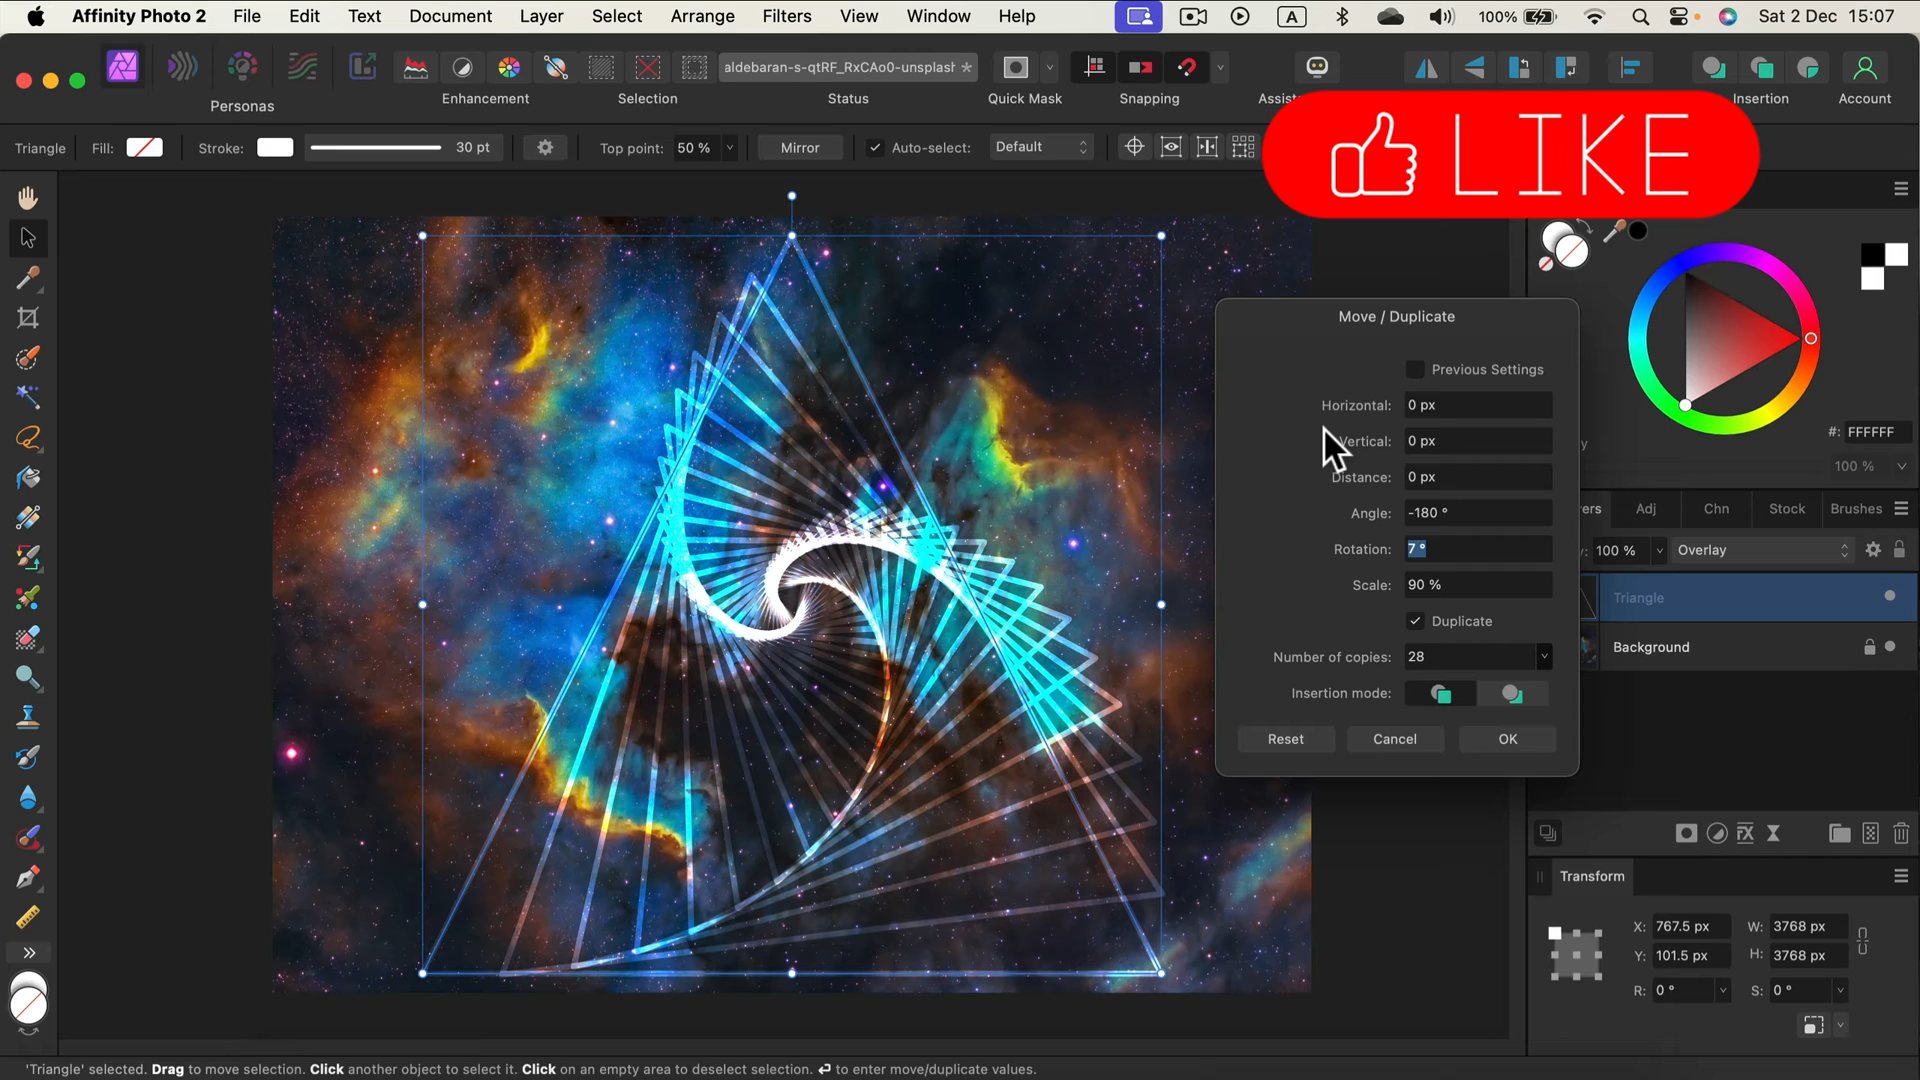 Affinity Photo 2 File Edit Text Document Layer Select Arrange Filters View Window Help A 100% Sat 2 Dec 15:07
aldebaran-s-qtRF_RxCAo0-unsplash *
Personas Enhancement Selection Status Quick Mask Snapping Insertion Account
LIKE
Triangle Fill: Stroke: 30 pt Top point: 50 % Mirror Auto-select: Default
Move / Duplicate
Previous Settings
Horizontal: 0 px
Vertical: 0 px
Distance: 0 px
Angle: -180 °
Rotation: 7 °
Scale: 90 %
Duplicate
Number of copies: 28
Insertion mode:
Reset Cancel OK
#: FFFFFF
100 %
Adj Chn Stock Brushes
100 % Overlay
Triangle
Background
Transform
X: 767.5 px W: 3768 px
Y: 101.5 px H: 3768 px
R: 0 ° S: 0 °
'Triangle' selected. Drag to move selection. Click another object to select it. Click on an empty area to deselect selection. ↵ to enter move/duplicate values.